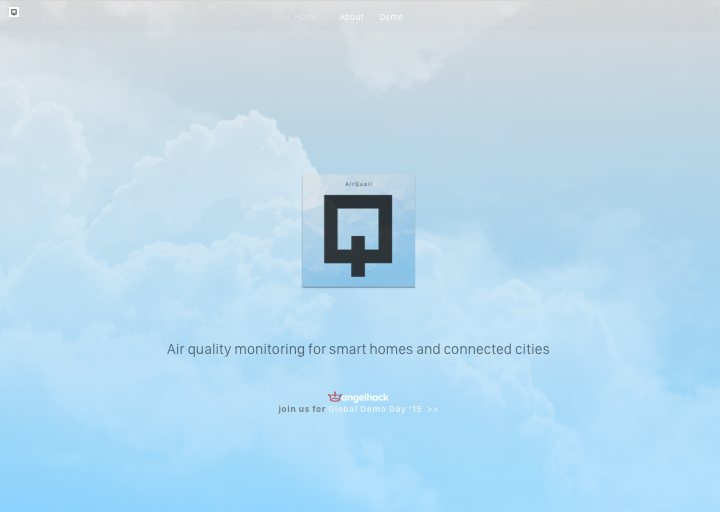 Home About Demo
AirQuail
Air quality monitoring for smart homes and connected cities
angelhack
join us for Global Demo Day '15 >>